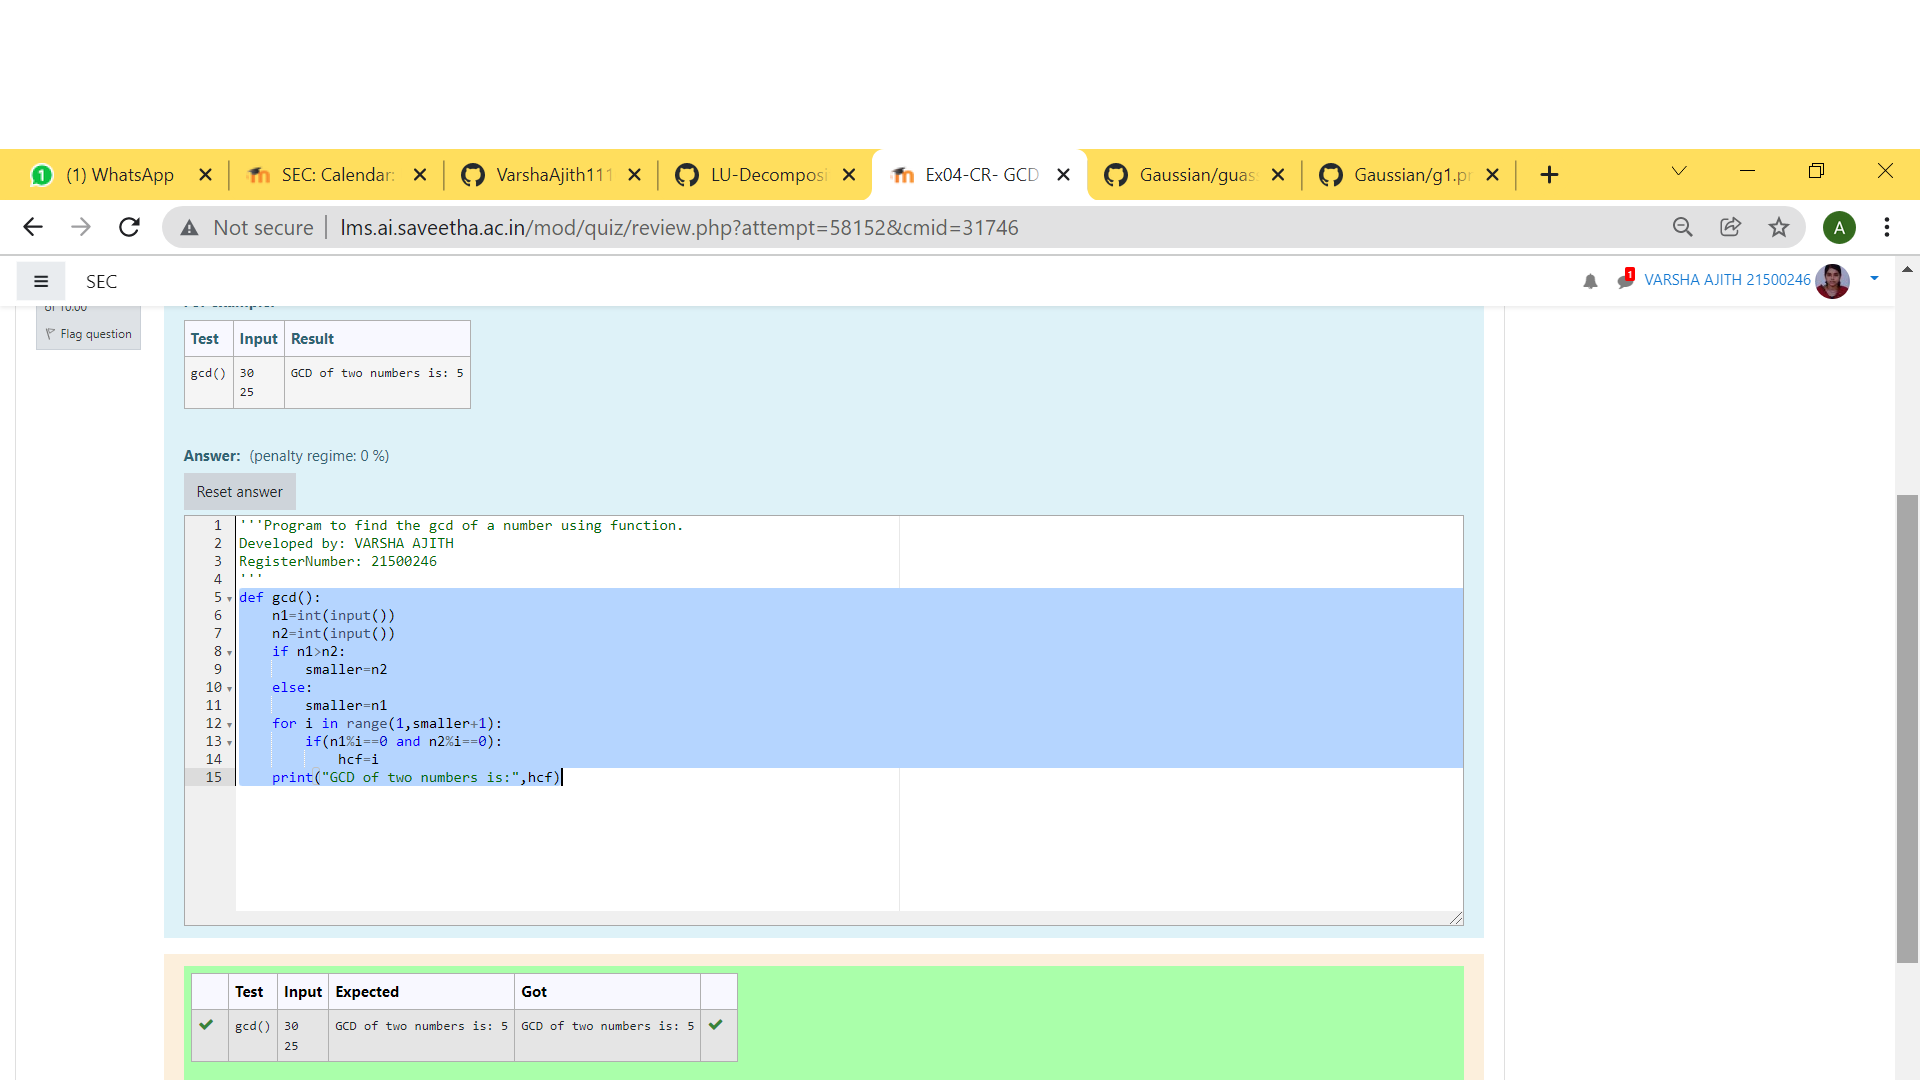 1 (1) WhatsApp
SEC: Calendar:
VarshaAjith111
LU-Decomposi
Ex04-CR- GCD
Gaussian/guas
Gaussian/g1.pr
Not secure lms.ai.saveetha.ac.in/mod/quiz/review.php?attempt=58152&cmid=31746 A
SEC 1 VARSHA AJITH 21500246
of 10.00
Flag question
For example:
Test Input Result
gcd() 30 GCD of two numbers is: 5
25
Answer: (penalty regime: 0 %)
Reset answer
1 '''Program to find the gcd of a number using function.
2 Developed by: VARSHA AJITH
3 RegisterNumber: 21500246
4 '''
5 def gcd():
6 n1=int(input())
7 n2=int(input())
8 if n1>n2:
9 smaller=n2
10 else:
11 smaller=n1
12 for i in range(1,smaller+1):
13 if(n1%i==0 and n2%i==0):
14 hcf=i
15 print("GCD of two numbers is:",hcf)
Test Input Expected Got
gcd() 30 GCD of two numbers is: 5 GCD of two numbers is: 5
25